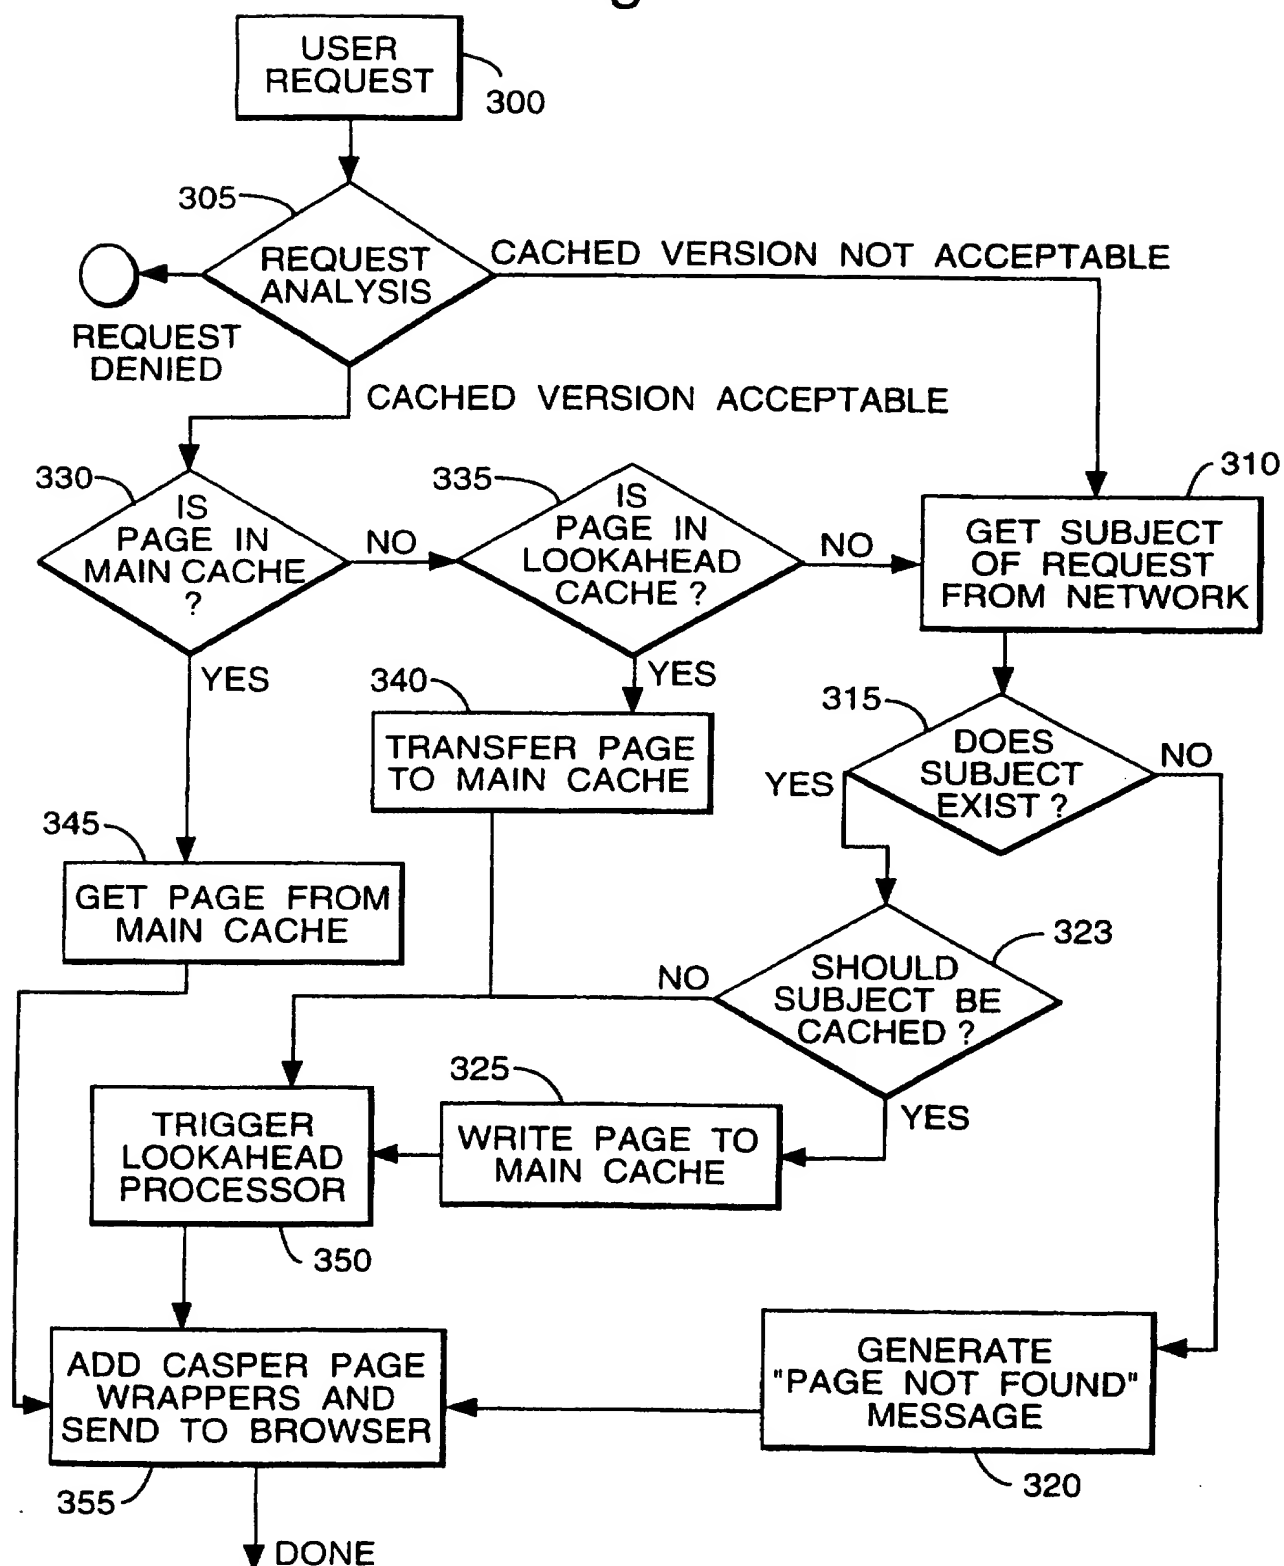 g
USER
REQUEST
300
305
REQUEST
ANALYSIS
CACHED VERSION NOT ACCEPTABLE
REQUEST
DENIED
CACHED VERSION ACCEPTABLE
330
IS
PAGE IN
MAIN CACHE
?
NO
335
IS
PAGE IN
LOOKAHEAD
CACHE ?
NO
310
GET SUBJECT
OF REQUEST
FROM NETWORK
YES
YES
340
TRANSFER PAGE
TO MAIN CACHE
315
DOES
SUBJECT
EXIST ?
YES
NO
345
GET PAGE FROM
MAIN CACHE
323
SHOULD
SUBJECT BE
CACHED ?
NO
YES
325
WRITE PAGE TO
MAIN CACHE
TRIGGER
LOOKAHEAD
PROCESSOR
350
ADD CASPER PAGE
WRAPPERS AND
SEND TO BROWSER
355
GENERATE
"PAGE NOT FOUND"
MESSAGE
320
DONE